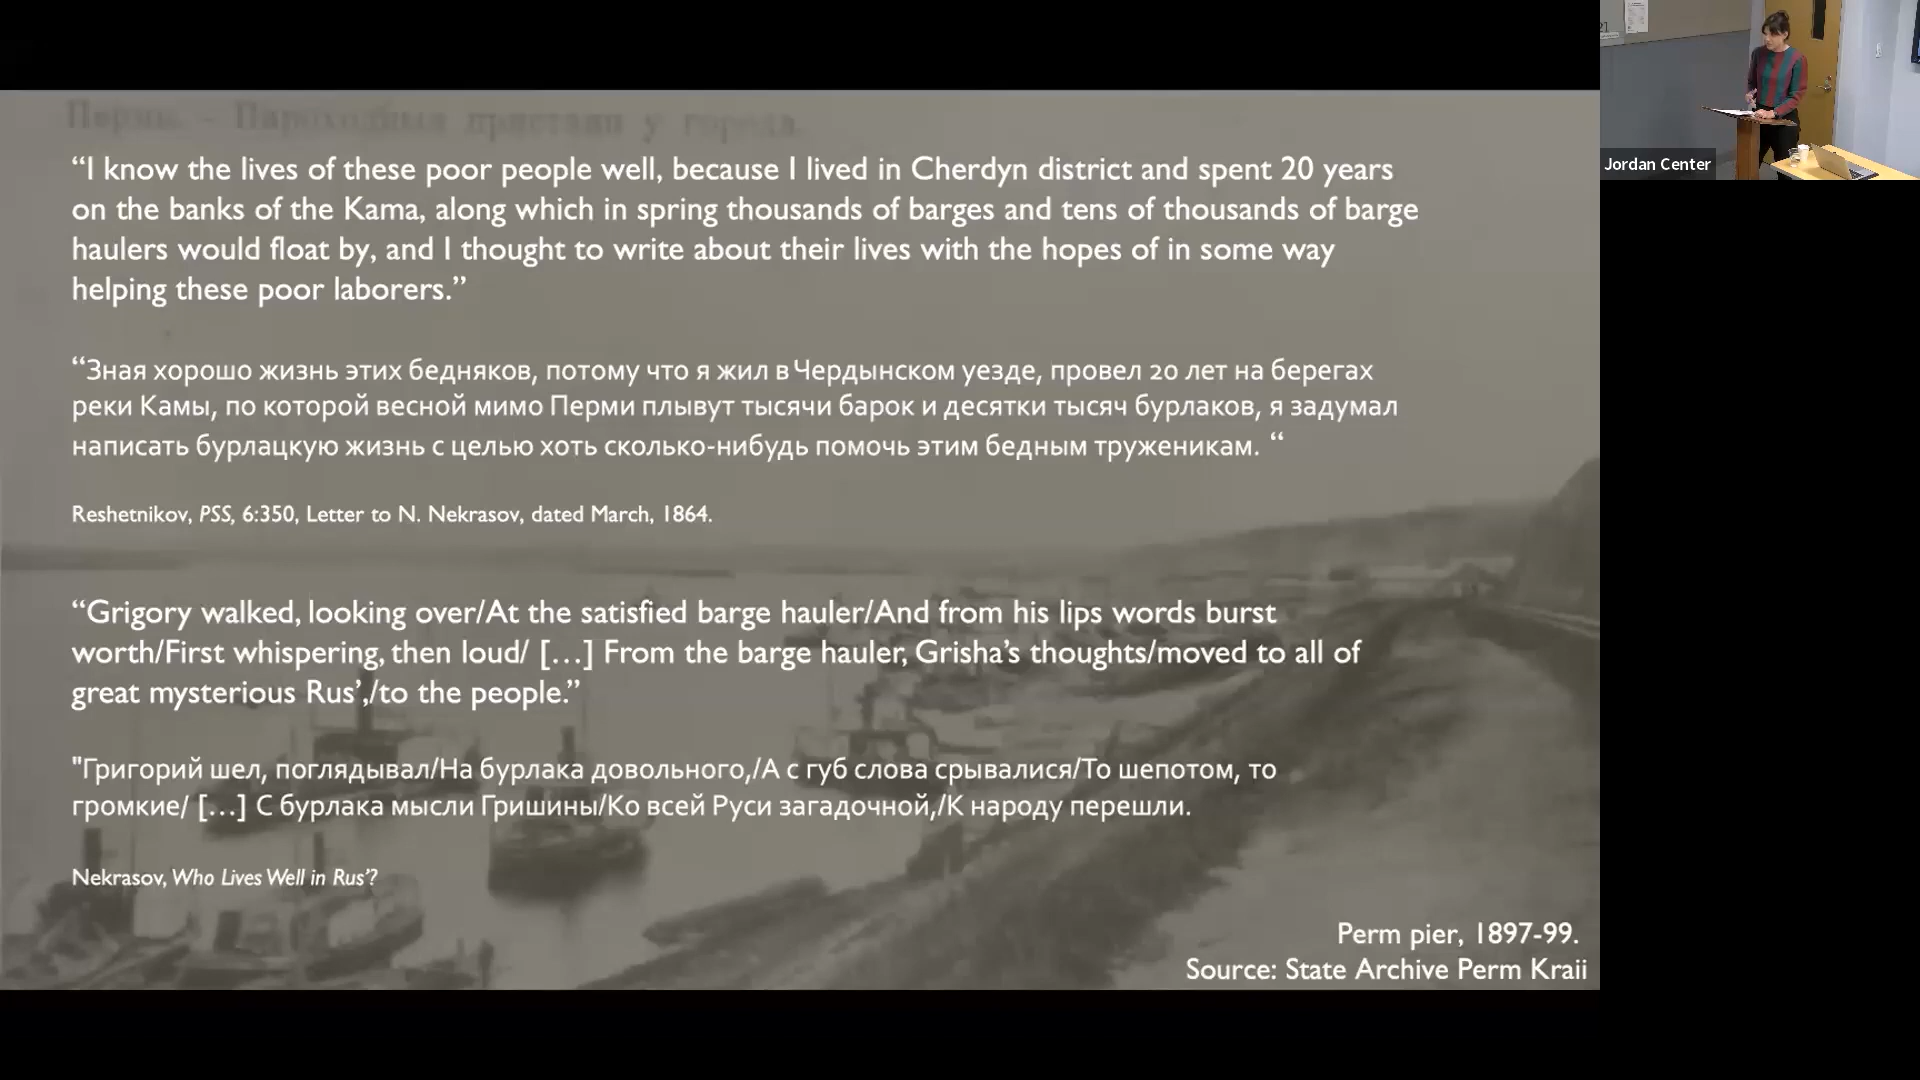 Пермь. - Пароходныя пристани у города.
“I know the lives of these poor people well, because I lived in Cherdyn district and spent 20 years
on the banks of the Kama, along which in spring thousands of barges and tens of thousands of barge
haulers would float by, and I thought to write about their lives with the hopes of in some way
helping these poor laborers.”
“Зная хорошо жизнь этих бедняков, потому что я жил в Чердынском уезде, провел 20 лет на берегах
реки Камы, по которой весной мимо Перми плывут тысячи барок и десятки тысяч бурлаков, я задумал
написать бурлацкую жизнь с целью хоть сколько-нибудь помочь этим бедным труженикам. “
Reshetnikov, PSS, 6:350, Letter to N. Nekrasov, dated March, 1864.
“Grigory walked, looking over/At the satisfied barge hauler/And from his lips words burst
worth/First whispering, then loud/ […] From the barge hauler, Grisha’s thoughts/moved to all of
great mysterious Rus’,/to the people.”
"Григорий шел, поглядывал/На бурлака довольного,/А с губ слова срывалися/То шепотом, то
громкие/ […] С бурлака мысли Гришины/Ко всей Руси загадочной,/К народу перешли.
Nekrasov, Who Lives Well in Rus’?
Perm pier, 1897-99.
Source: State Archive Perm Kraii
Jordan Center